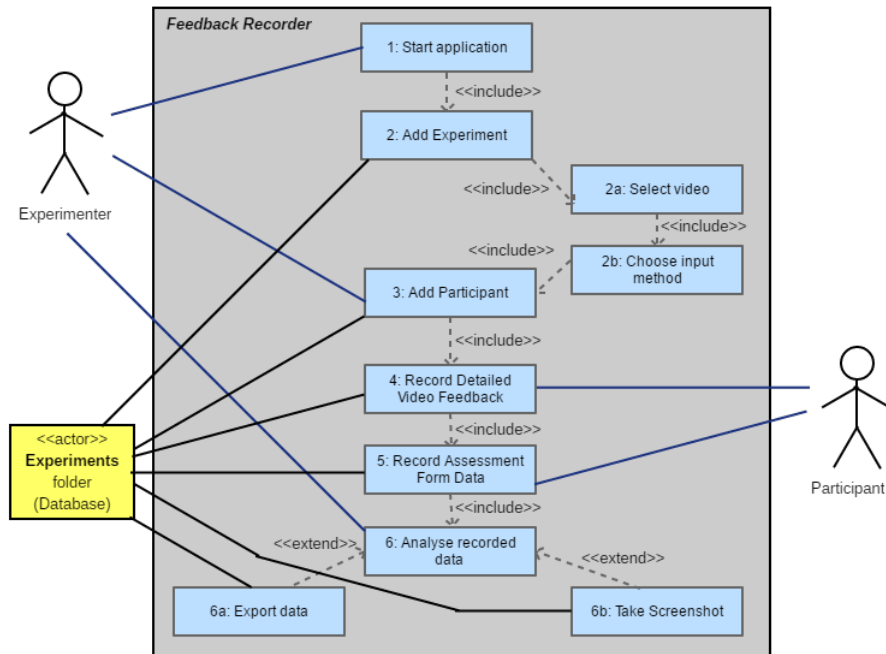 Feedback Recorder
1: Start application
<<include>>
2: Add Experiment
<<include>>
2a: Select video
<<include>>
Experimenter
<<include>>
2b: Choose input
method
3: Add Participant
<<include>>
4: Record Detailed
Video Feedback
<<include>>
<<actor>>
Experiments
folder
(Database)
5: Record Assessment
Form Data
Participant
<<include>>
<<extend>>
6: Analyse recorded
data
<<extend>>
6a: Export data
6b: Take Screenshot